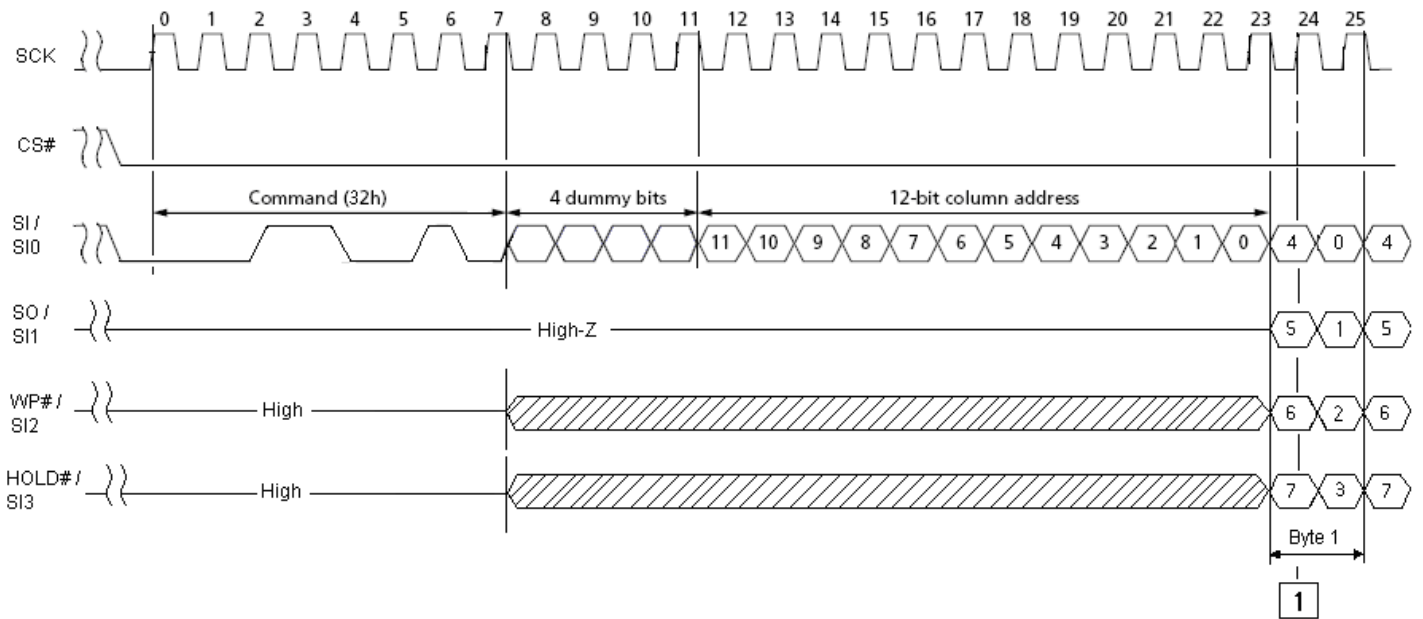 0 1 2 3 4 5 6 7 8 9 10 11 12 13 14 15 16 17 18 19 20 21 22 23 24 25
SCK
CS#
Command (32h) 4 dummy bits 12-bit column address
SI /
SI0
11 10 9 8 7 6 5 4 3 2 1 0 4 0 4
SO /
SI1
High-Z 5 1 5
WP# /
SI2
High 6 2 6
HOLD# /
SI3
High 7 3 7
Byte 1
1